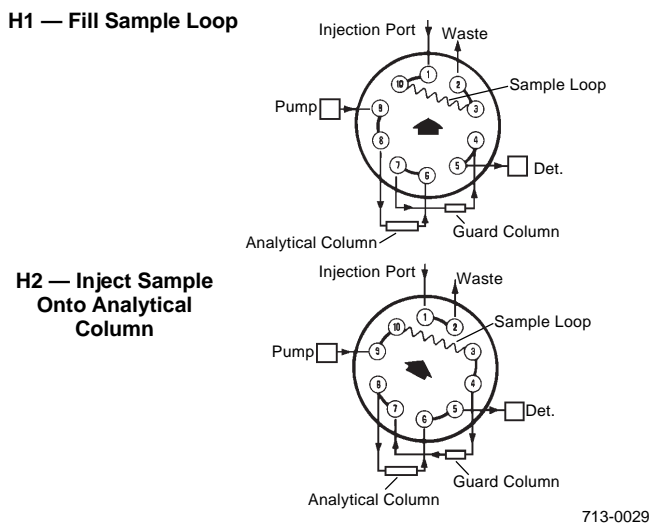 H1 — Fill Sample Loop
Injection Port
Waste
1
2
10
Sample Loop
3
Pump
9
8
4
7
6
5
Det.
Analytical Column
Guard Column
H2 — Inject Sample
Onto Analytical
Column
Injection Port
Waste
1
2
10
Sample Loop
Pump
9
3
8
4
7
6
5
Det.
Guard Column
Analytical Column
713-0029